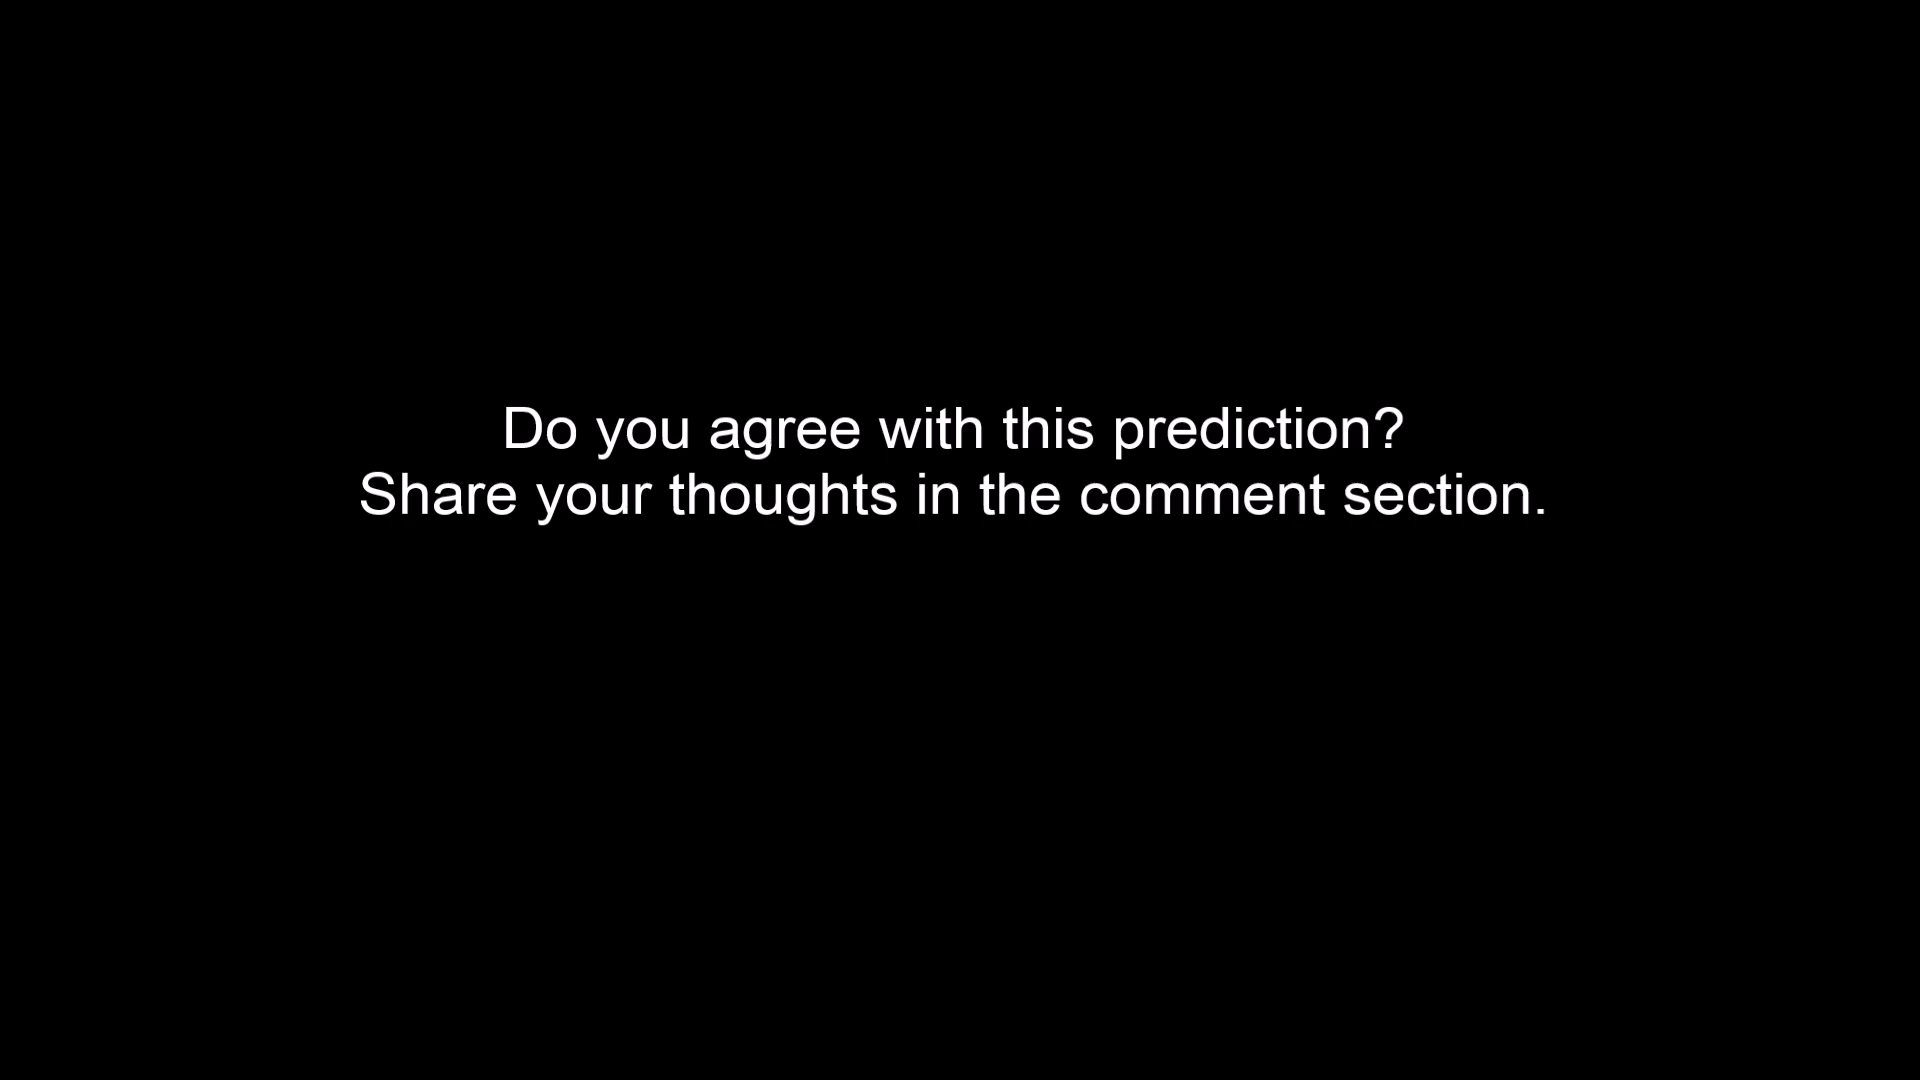 Do you agree with this prediction?
Share your thoughts in the comment section.